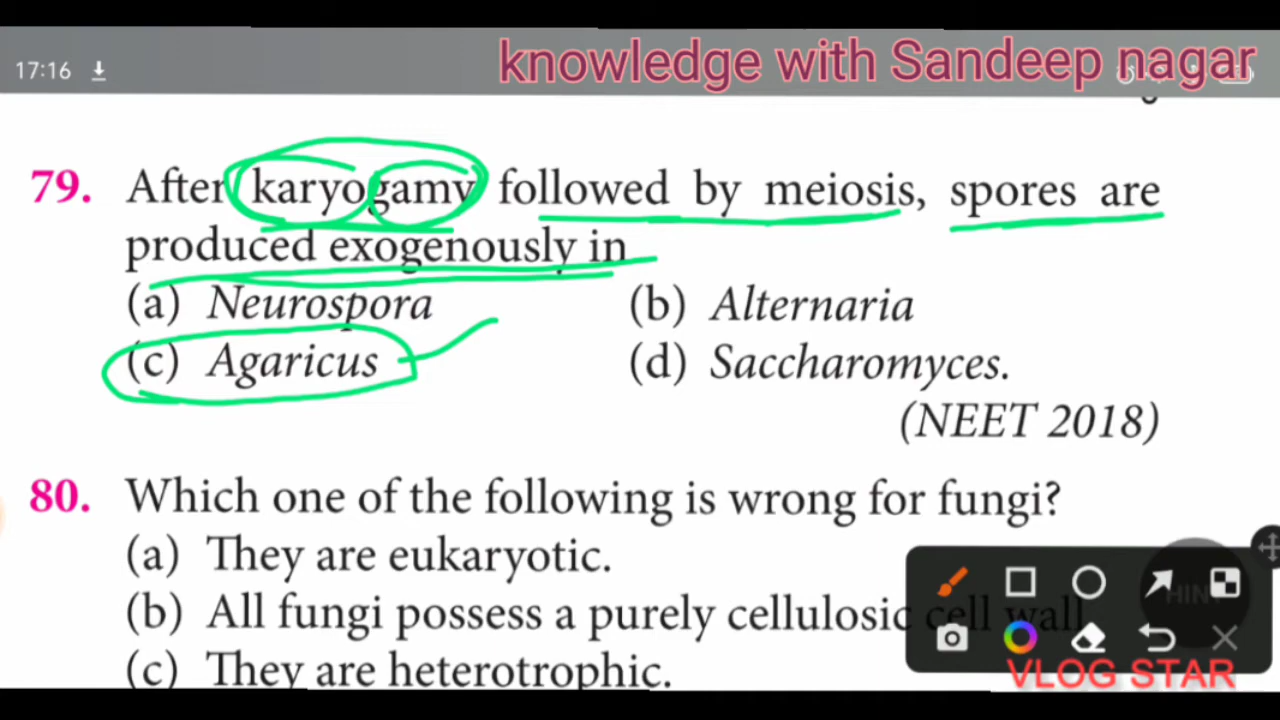 knowledge with Sandeep nagar
17:16
79. After karyogamy followed by meiosis, spores are
produced exogenously in
(a) Neurospora (b) Alternaria
(c) Agaricus (d) Saccharomyces.
(NEET 2018)
80. Which one of the following is wrong for fungi?
(a) They are eukaryotic.
(b) All fungi possess a purely cellulosic cell wall
(c) They are heterotrophic.
VLOG STAR